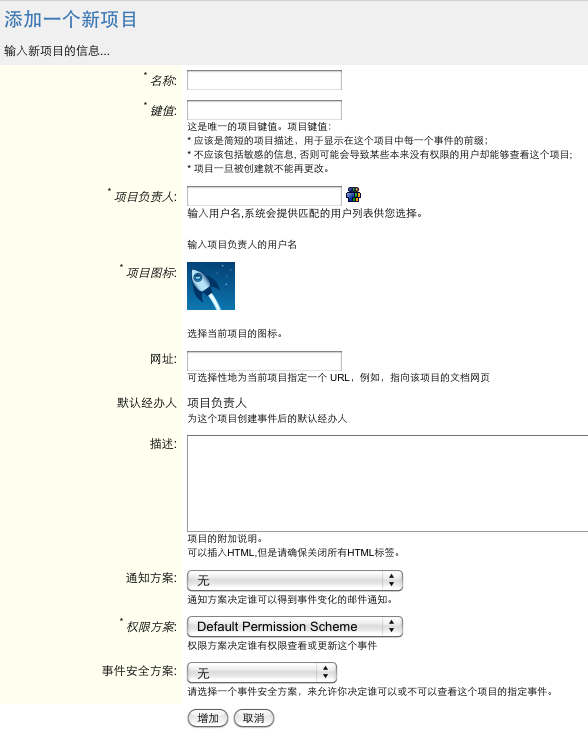 添加一个新项目
输入新项目的信息...
* 名称:
* 键值:
这是唯一的项目键值。项目键值:
* 应该是简短的项目描述，用于显示在这个项目中每一个事件的前缀;
* 不应该包括敏感的信息, 否则可能会导致某些本来没有权限的用户却能够查看这个项目;
* 项目一旦被创建就不能再更改。
* 项目负责人:
输入用户名,系统会提供匹配的用户列表供您选择。
输入项目负责人的用户名
* 项目图标:
选择当前项目的图标。
网址:
可选择性地为当前项目指定一个 URL，例如，指向该项目的文档网页
默认经办人 项目负责人
为这个项目创建事件后的默认经办人
描述:
项目的附加说明。
可以插入HTML,但是请确保关闭所有HTML标签。
通知方案: 无
通知方案决定谁可以得到事件变化的邮件通知。
* 权限方案: Default Permission Scheme
权限方案决定谁有权限查看或更新这个事件
事件安全方案: 无
请选择一个事件安全方案，来允许你决定谁可以或不可以查看这个项目的指定事件。
增加 取消